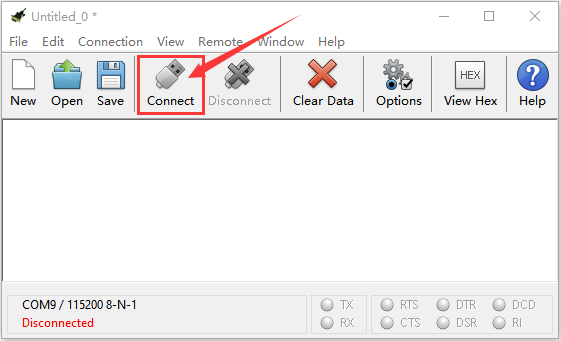 Untitled_0 *
File Edit Connection View Remote Window Help
HEX
New Open Save Connect Disconnect Clear Data Options View Hex Help
COM9 / 115200 8-N-1
Disconnected
TX RTS DTR DCD
RX CTS DSR RI